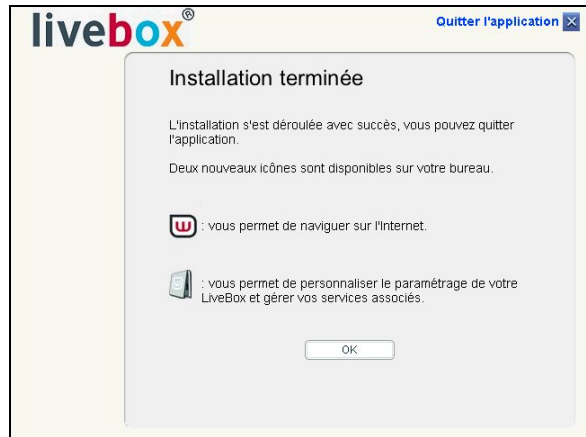 livebox®
Quitter l'application
Installation terminée
L'installation s'est déroulée avec succès, vous pouvez quitter
l'application.
Deux nouveaux icônes sont disponibles sur votre bureau.
: vous permet de naviguer sur l'Internet.
: vous permet de personnaliser le paramétrage de votre
LiveBox et gérer vos services associés.
OK